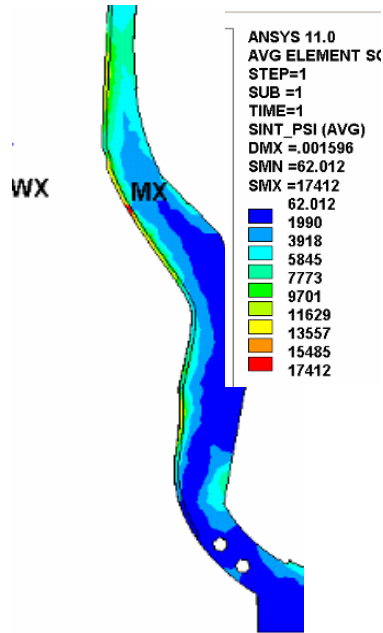 ANSYS 11.0
AVG ELEMENT SO
STEP=1
SUB =1
TIME=1
SINT_PSI (AVG)
DMX =.001596
SMN =62.012
SMX =17412
WX
MX
62.012
1990
3918
5845
7773
9701
11629
13557
15485
17412